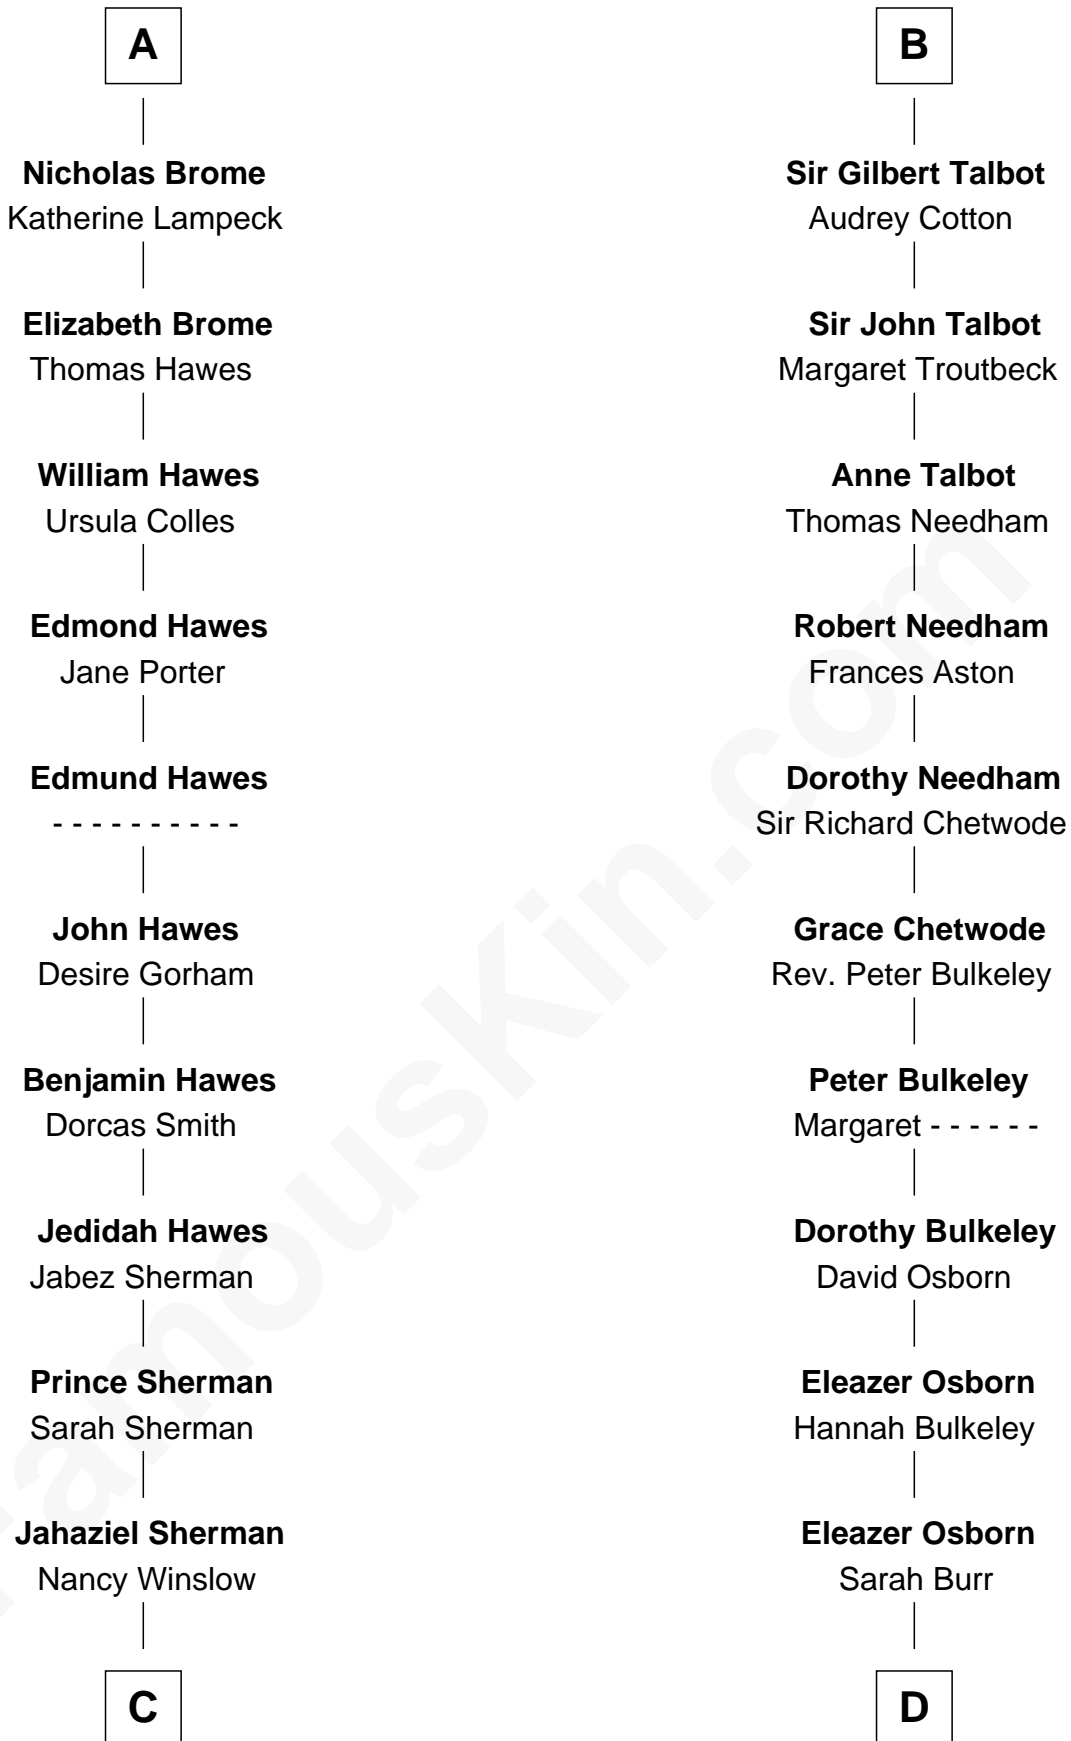 A
Nicholas Brome
Katherine Lampeck
Elizabeth Brome
Thomas Hawes
William Hawes
Ursula Colles
Edmond Hawes
Jane Porter
Edmund Hawes
- - - - - - - - - -
John Hawes
Desire Gorham
Benjamin Hawes
Dorcas Smith
Jedidah Hawes
Jabez Sherman
Prince Sherman
Sarah Sherman
Jahaziel Sherman
Nancy Winslow
C
B
Sir Gilbert Talbot
Audrey Cotton
Sir John Talbot
Margaret Troutbeck
Anne Talbot
Thomas Needham
Robert Needham
Frances Aston
Dorothy Needham
Sir Richard Chetwode
Grace Chetwode
Rev. Peter Bulkeley
Peter Bulkeley
Margaret - - - - - -
Dorothy Bulkeley
David Osborn
Eleazer Osborn
Hannah Bulkeley
Eleazer Osborn
Sarah Burr
D
FamousKin.com